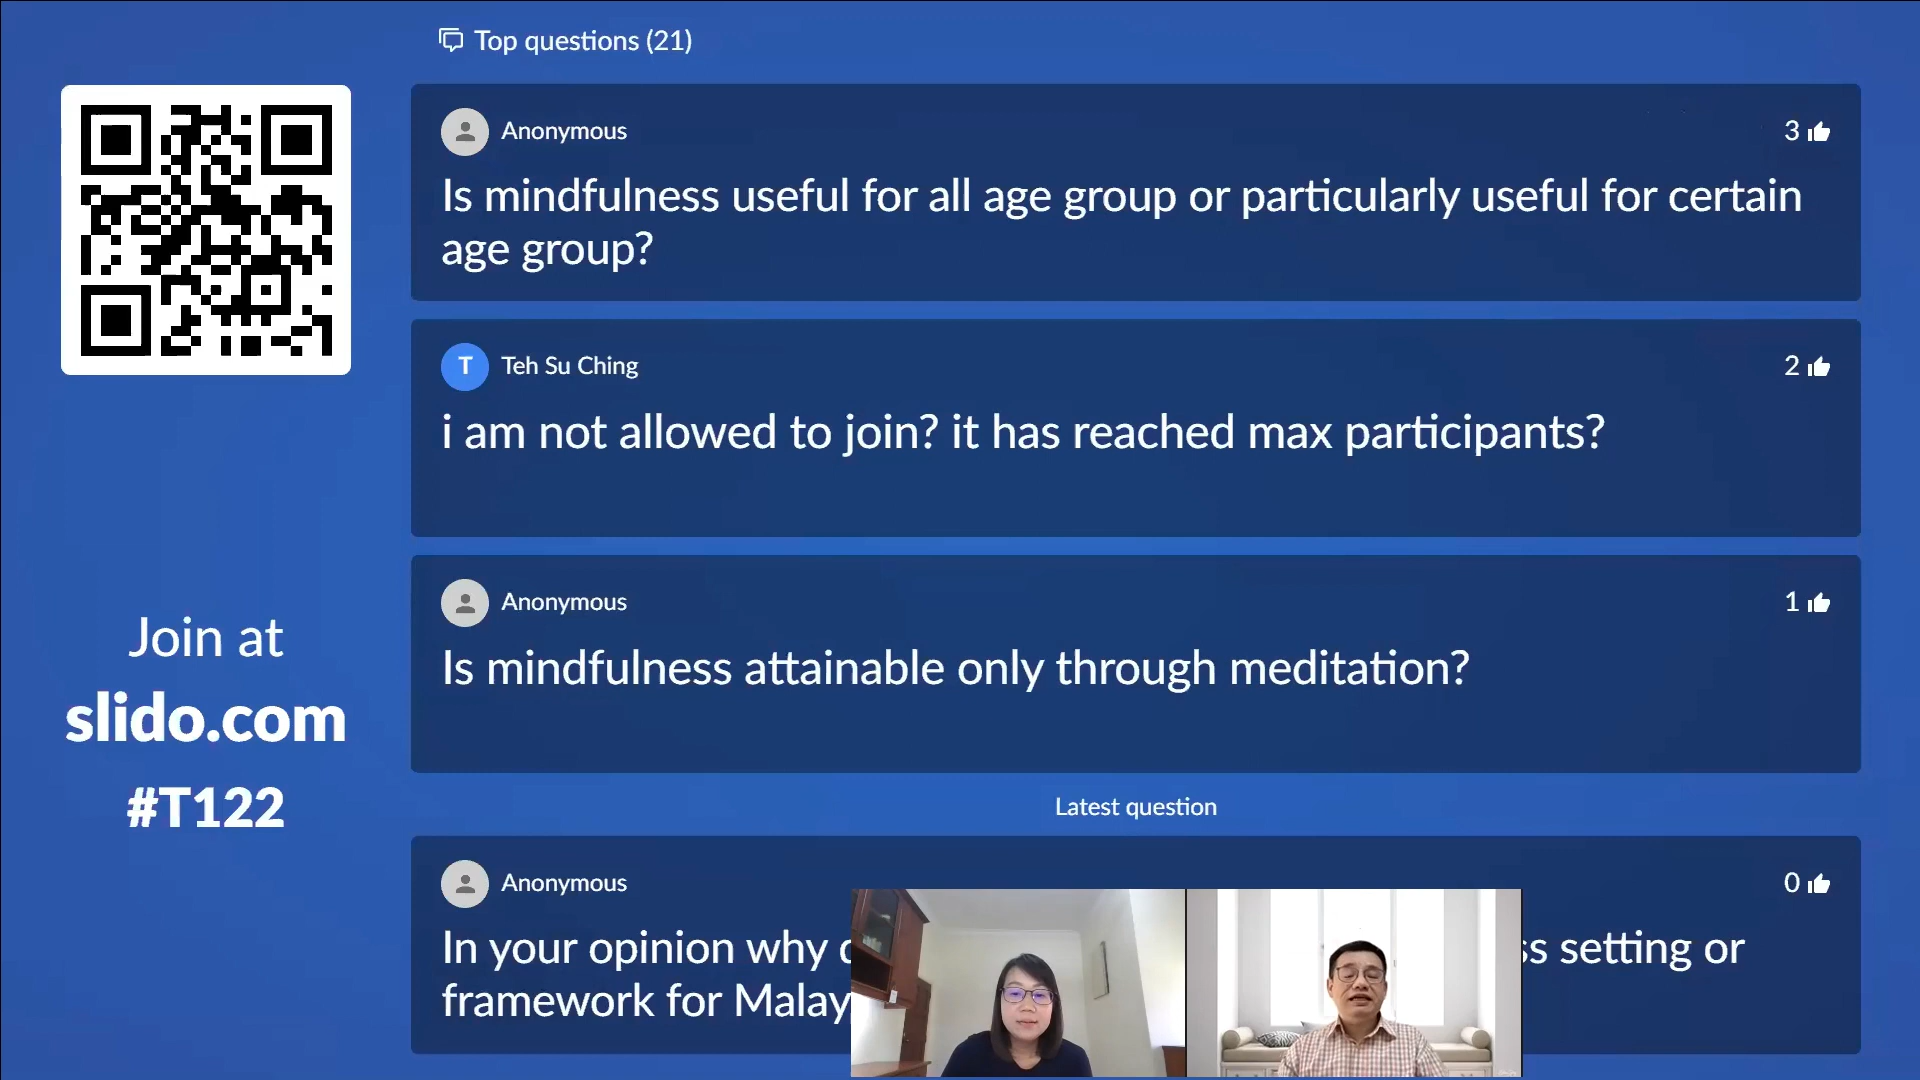 Top questions (21)
Anonymous
3
Is mindfulness useful for all age group or particularly useful for certain
age group?
T
Teh Su Ching
2
i am not allowed to join? it has reached max participants?
Anonymous
1
Is mindfulness attainable only through meditation?
Join at
slido.com
#T122
Latest question
Anonymous
0
In your opinion why setting or
framework for